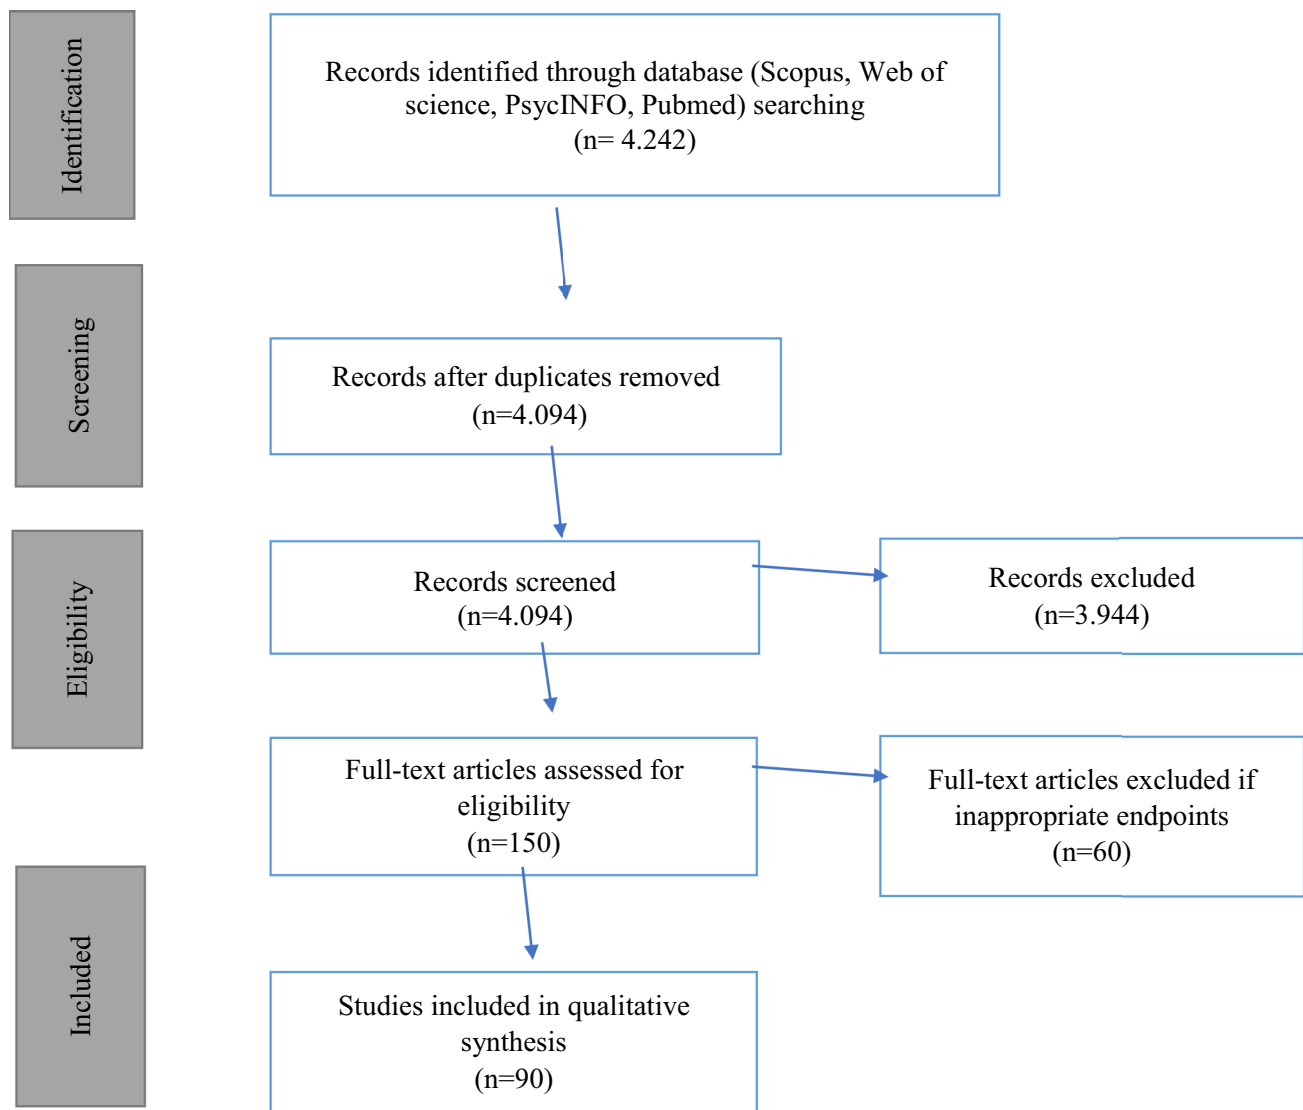 Identification
Records identified through database (Scopus, Web of
science, PsycINFO, Pubmed) searching
(n= 4.242)
Screening
Records after duplicates removed
(n=4.094)
Eligibility
Records screened
(n=4.094)
Records excluded
(n=3.944)
Full-text articles assessed for
eligibility
(n=150)
Full-text articles excluded if
inappropriate endpoints
(n=60)
Included
Studies included in qualitative
synthesis
(n=90)